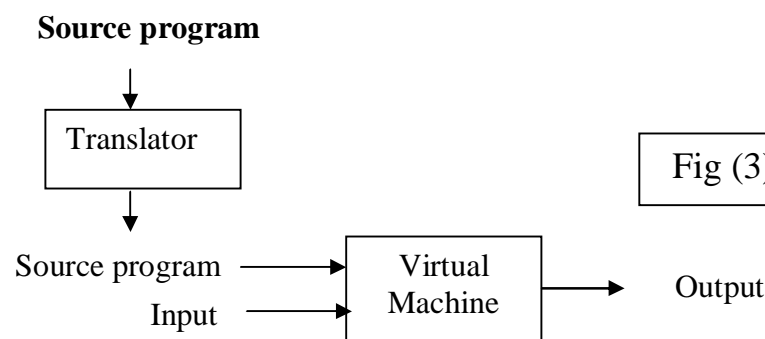 Source program
Translator
Fig (3)
Source program
Virtual
Machine
Output
Input